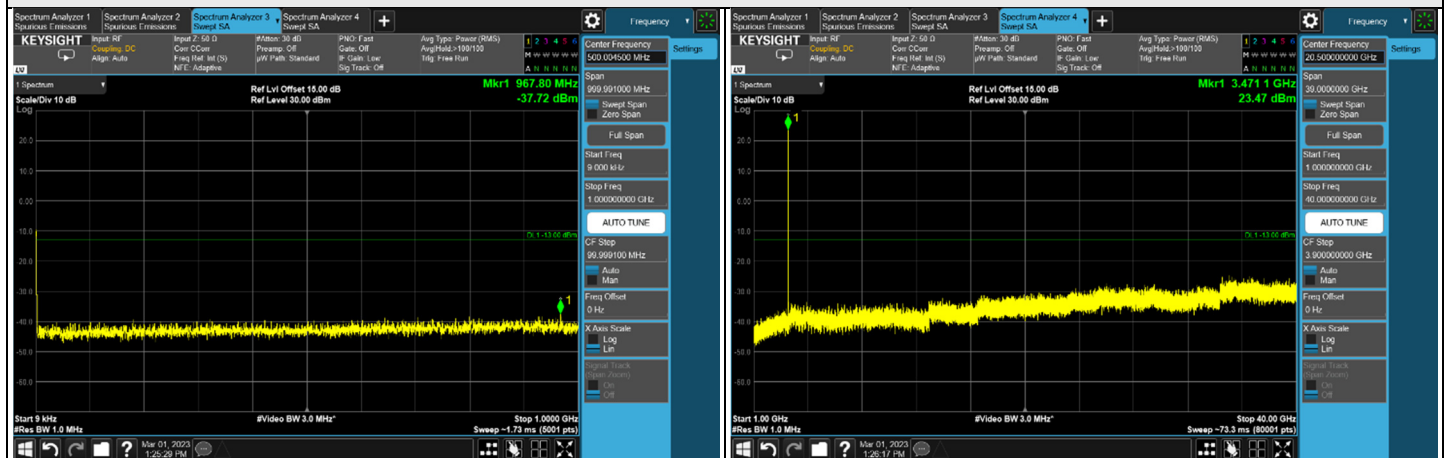 Spectrum Analyzer 1
Spurious Emissions
Spectrum Analyzer 2
Spurious Emissions
Spectrum Analyzer 3
Swept SA
Spectrum Analyzer 4
Swept SA
Frequency
KEYSIGHT
Input: RF
Coupling: DC
Align: Auto
Input Z: 50 Ω
Corr CCorr
Freq Ref: Int (S)
NFE: Adaptive
#Atten: 30 dB
Preamp: Off
µW Path: Standard
PNO: Fast
Gate: Off
IF Gain: Low
Sig Track: Off
Avg Type: Power (RMS)
Avg|Hold:>100/100
Trig: Free Run
1 2 3 4 5 6
M W W W W W
A N N N N N
1 Spectrum
Scale/Div 10 dB
Log
Ref Lvl Offset 15.00 dB
Ref Level 30.00 dBm
Mkr1 967.80 MHz
-37.72 dBm
20.0
10.0
0.00
-10.0
-20.0
-30.0
-40.0
-50.0
-60.0
1
DL1 -13.00 dBm
Start 9 kHz
#Res BW 1.0 MHz
#Video BW 3.0 MHz*
Stop 1.0000 GHz
Sweep ~1.73 ms (5001 pts)
Mar 01, 2023
1:25:29 PM
Center Frequency
500.004500 MHz
Settings
Span
999.991000 MHz
Swept Span
Zero Span
Full Span
Start Freq
9.000 kHz
Stop Freq
1.000000000 GHz
AUTO TUNE
CF Step
99.999100 MHz
Auto
Man
Freq Offset
0 Hz
X Axis Scale
Log
Lin
Signal Track
(Span Zoom)
On
Off
Spectrum Analyzer 1
Spurious Emissions
Spectrum Analyzer 2
Spurious Emissions
Spectrum Analyzer 3
Swept SA
Spectrum Analyzer 4
Swept SA
Frequency
KEYSIGHT
Input: RF
Coupling: DC
Align: Auto
Input Z: 50 Ω
Corr CCorr
Freq Ref: Int (S)
NFE: Adaptive
#Atten: 30 dB
Preamp: Off
µW Path: Standard
PNO: Fast
Gate: Off
IF Gain: Low
Sig Track: Off
Avg Type: Power (RMS)
Avg|Hold:>100/100
Trig: Free Run
1 2 3 4 5 6
M W W W W W
A N N N N N
1 Spectrum
Scale/Div 10 dB
Log
Ref Lvl Offset 15.00 dB
Ref Level 30.00 dBm
Mkr1 3.471 1 GHz
23.47 dBm
20.0
10.0
0.00
-10.0
-20.0
-30.0
-40.0
-50.0
-60.0
1
DL1 -13.00 dBm
Start 1.00 GHz
#Res BW 1.0 MHz
#Video BW 3.0 MHz*
Stop 40.00 GHz
Sweep ~73.3 ms (80001 pts)
Mar 01, 2023
1:26:17 PM
Center Frequency
20.500000000 GHz
Settings
Span
39.0000000 GHz
Swept Span
Zero Span
Full Span
Start Freq
1.000000000 GHz
Stop Freq
40.000000000 GHz
AUTO TUNE
CF Step
3.900000000 GHz
Auto
Man
Freq Offset
0 Hz
X Axis Scale
Log
Lin
Signal Track
(Span Zoom)
On
Off